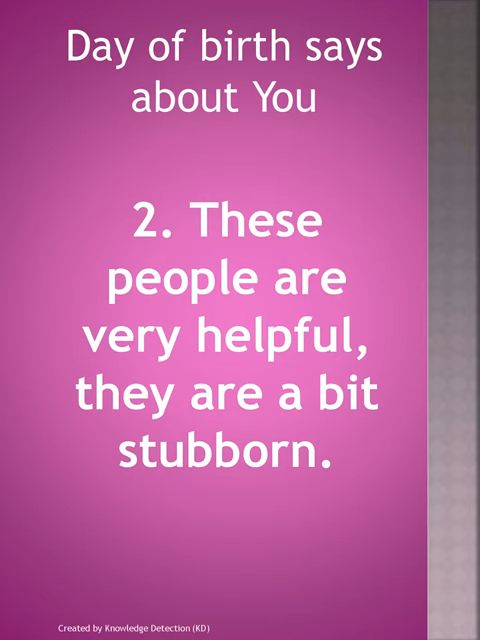 Day of birth says
about You
2. These
people are
very helpful,
they are a bit
stubborn.
Created by Knowledge Detection (KD)